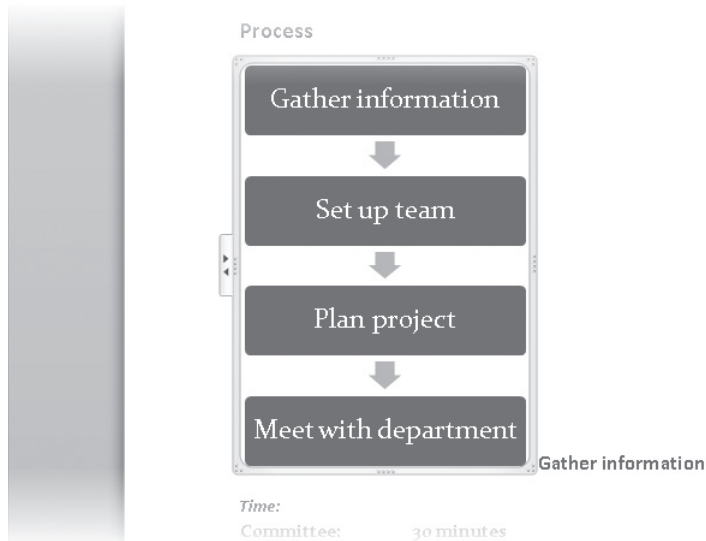 Process
Gather information
Set up team
Plan project
Meet with department
Gather information
Time:
Committee: 30 minutes